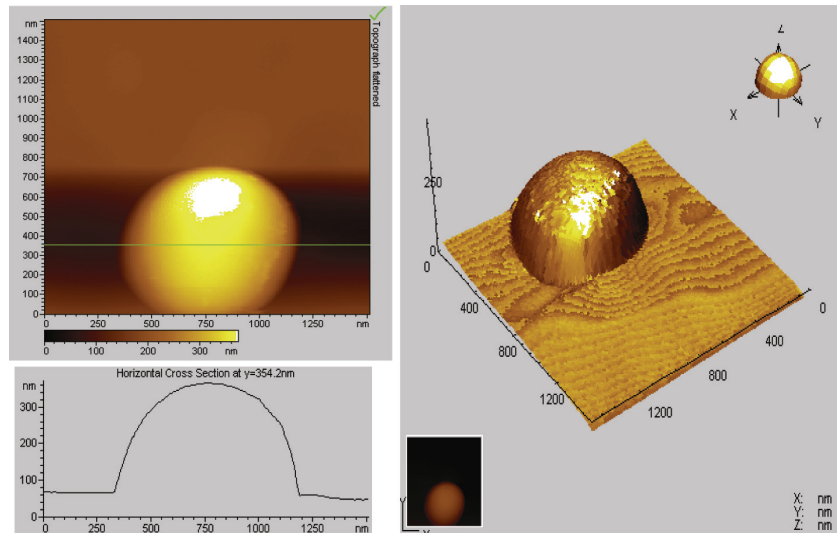 nm
1400
1300
1200
1100
1000
900
800
700
600
500
400
300
200
100
0
Topograph flattened
0 250 500 750 1000 1250 nm
0 100 200 300 nm
Horizontal Cross Section at y=354.2nm
nm
300
200
100
0
0 250 500 750 1000 1250 nm
Z
X Y
250
0
0
400
800
1200
0
400
800
1200
Y
X
X: nm
Y: nm
Z: nm